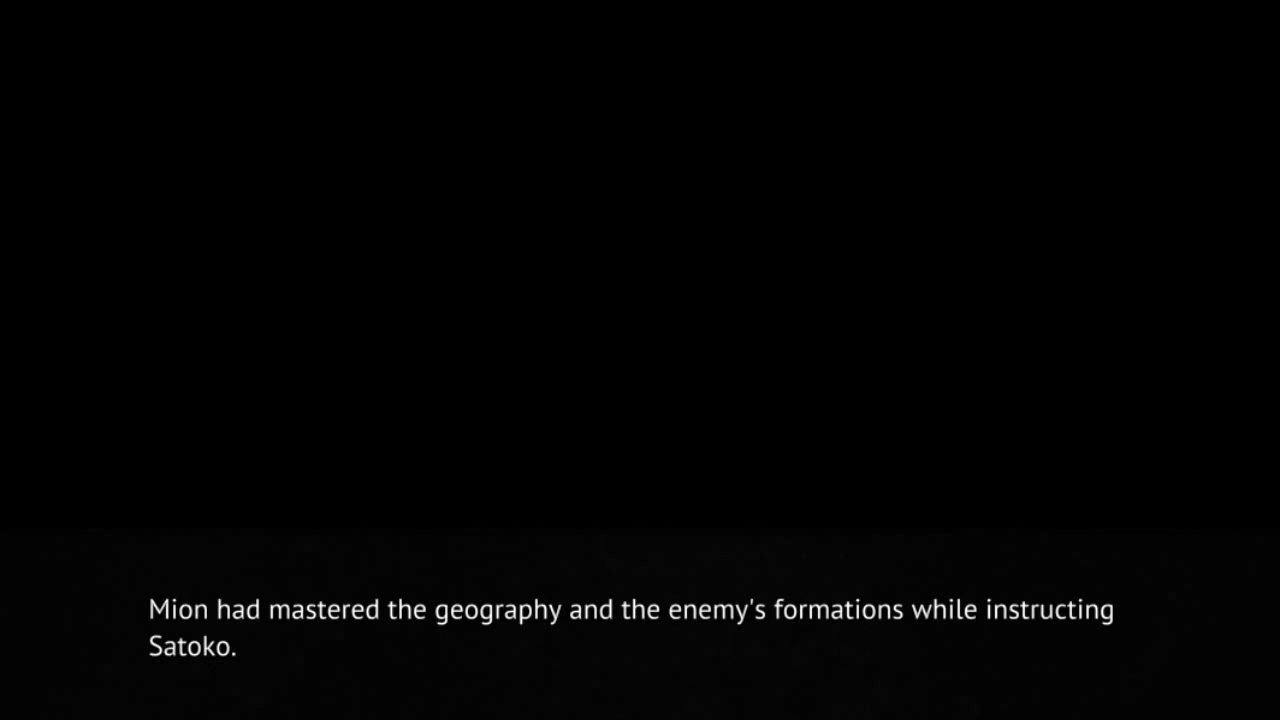 Mion had mastered the geography and the enemy's formations while instructing
Satoko.